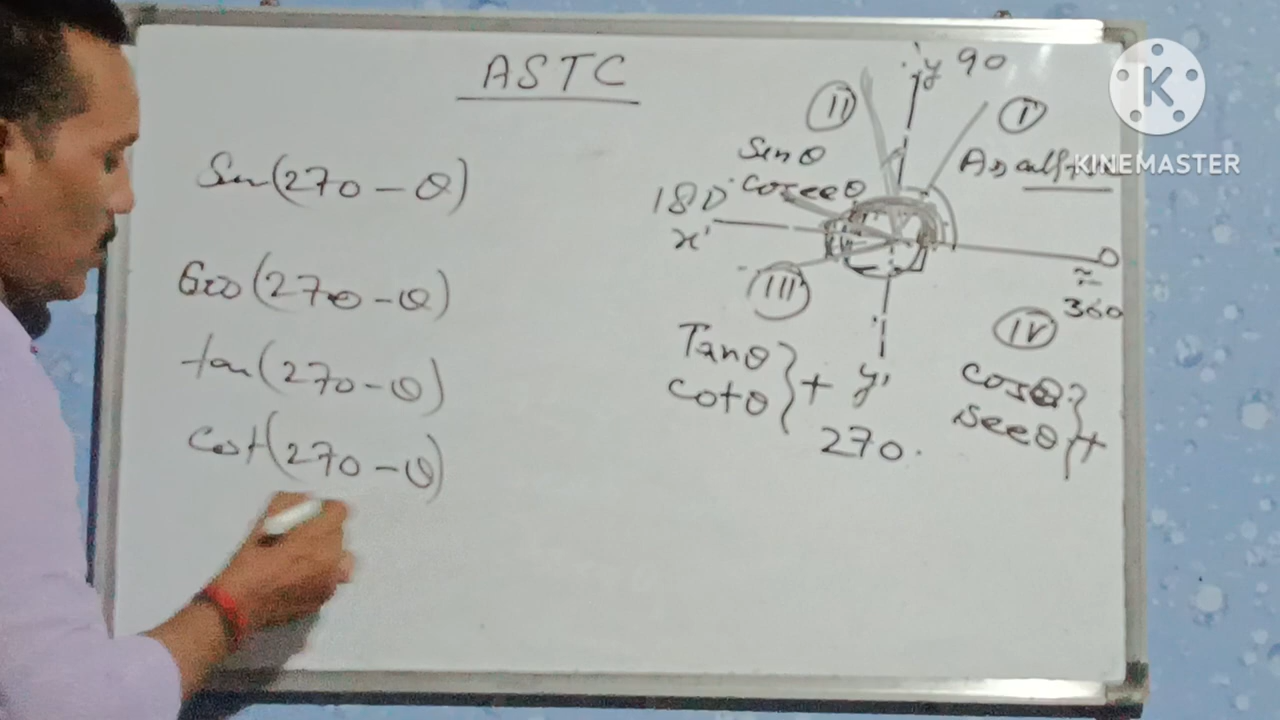 ASTC
Sin(270 - θ)
Cos(270 - θ)
tan(270 - θ)
Cot(270 - θ)
y 90
II
I
Sinθ
cosecθ
180
x'
0
360
III
IV
Tanθ
cotθ
+
y'
270.
cosθ
secθ
+
K
KINEMASTER